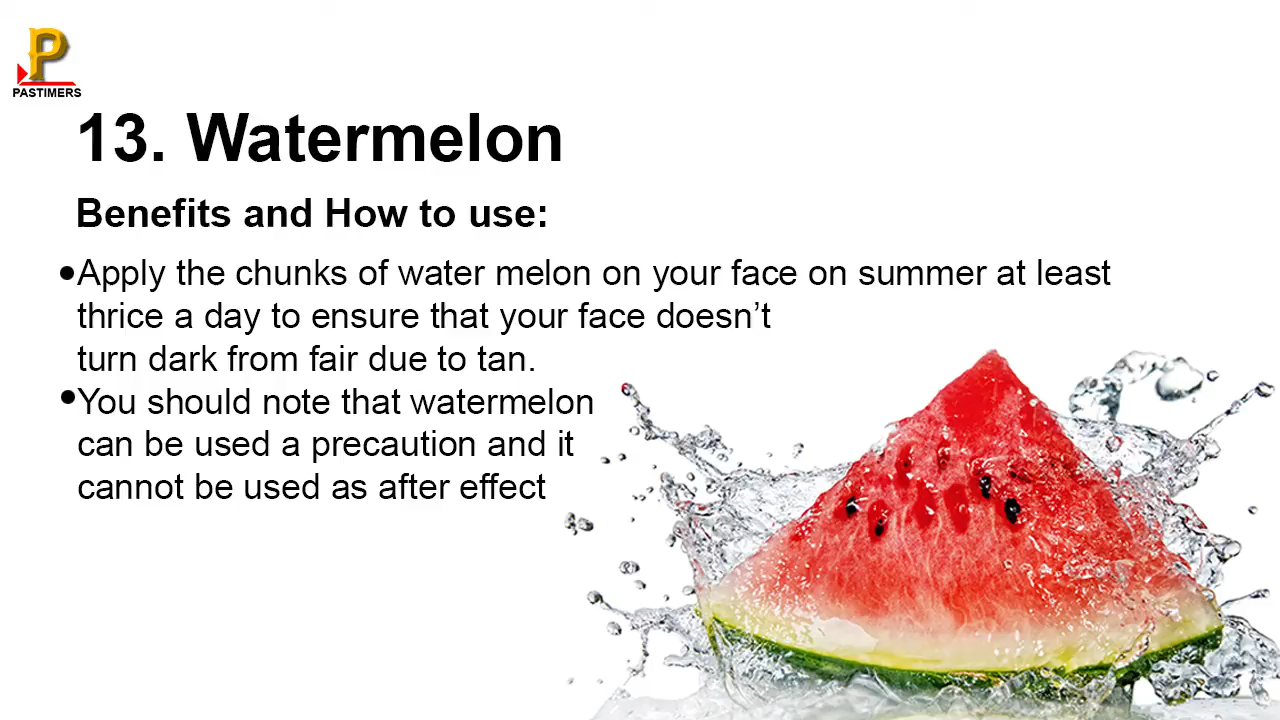 P
PASTIMERS
13. Watermelon
Benefits and How to use:
•Apply the chunks of water melon on your face on summer at least
thrice a day to ensure that your face doesn’t
turn dark from fair due to tan.
•You should note that watermelon
can be used a precaution and it
cannot be used as after effect